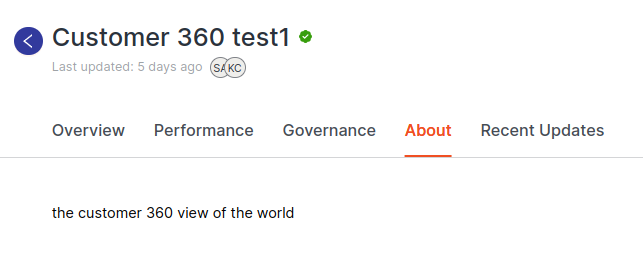 Customer 360 test1
Last updated: 5 days ago SA KC
Overview Performance Governance About Recent Updates
the customer 360 view of the world